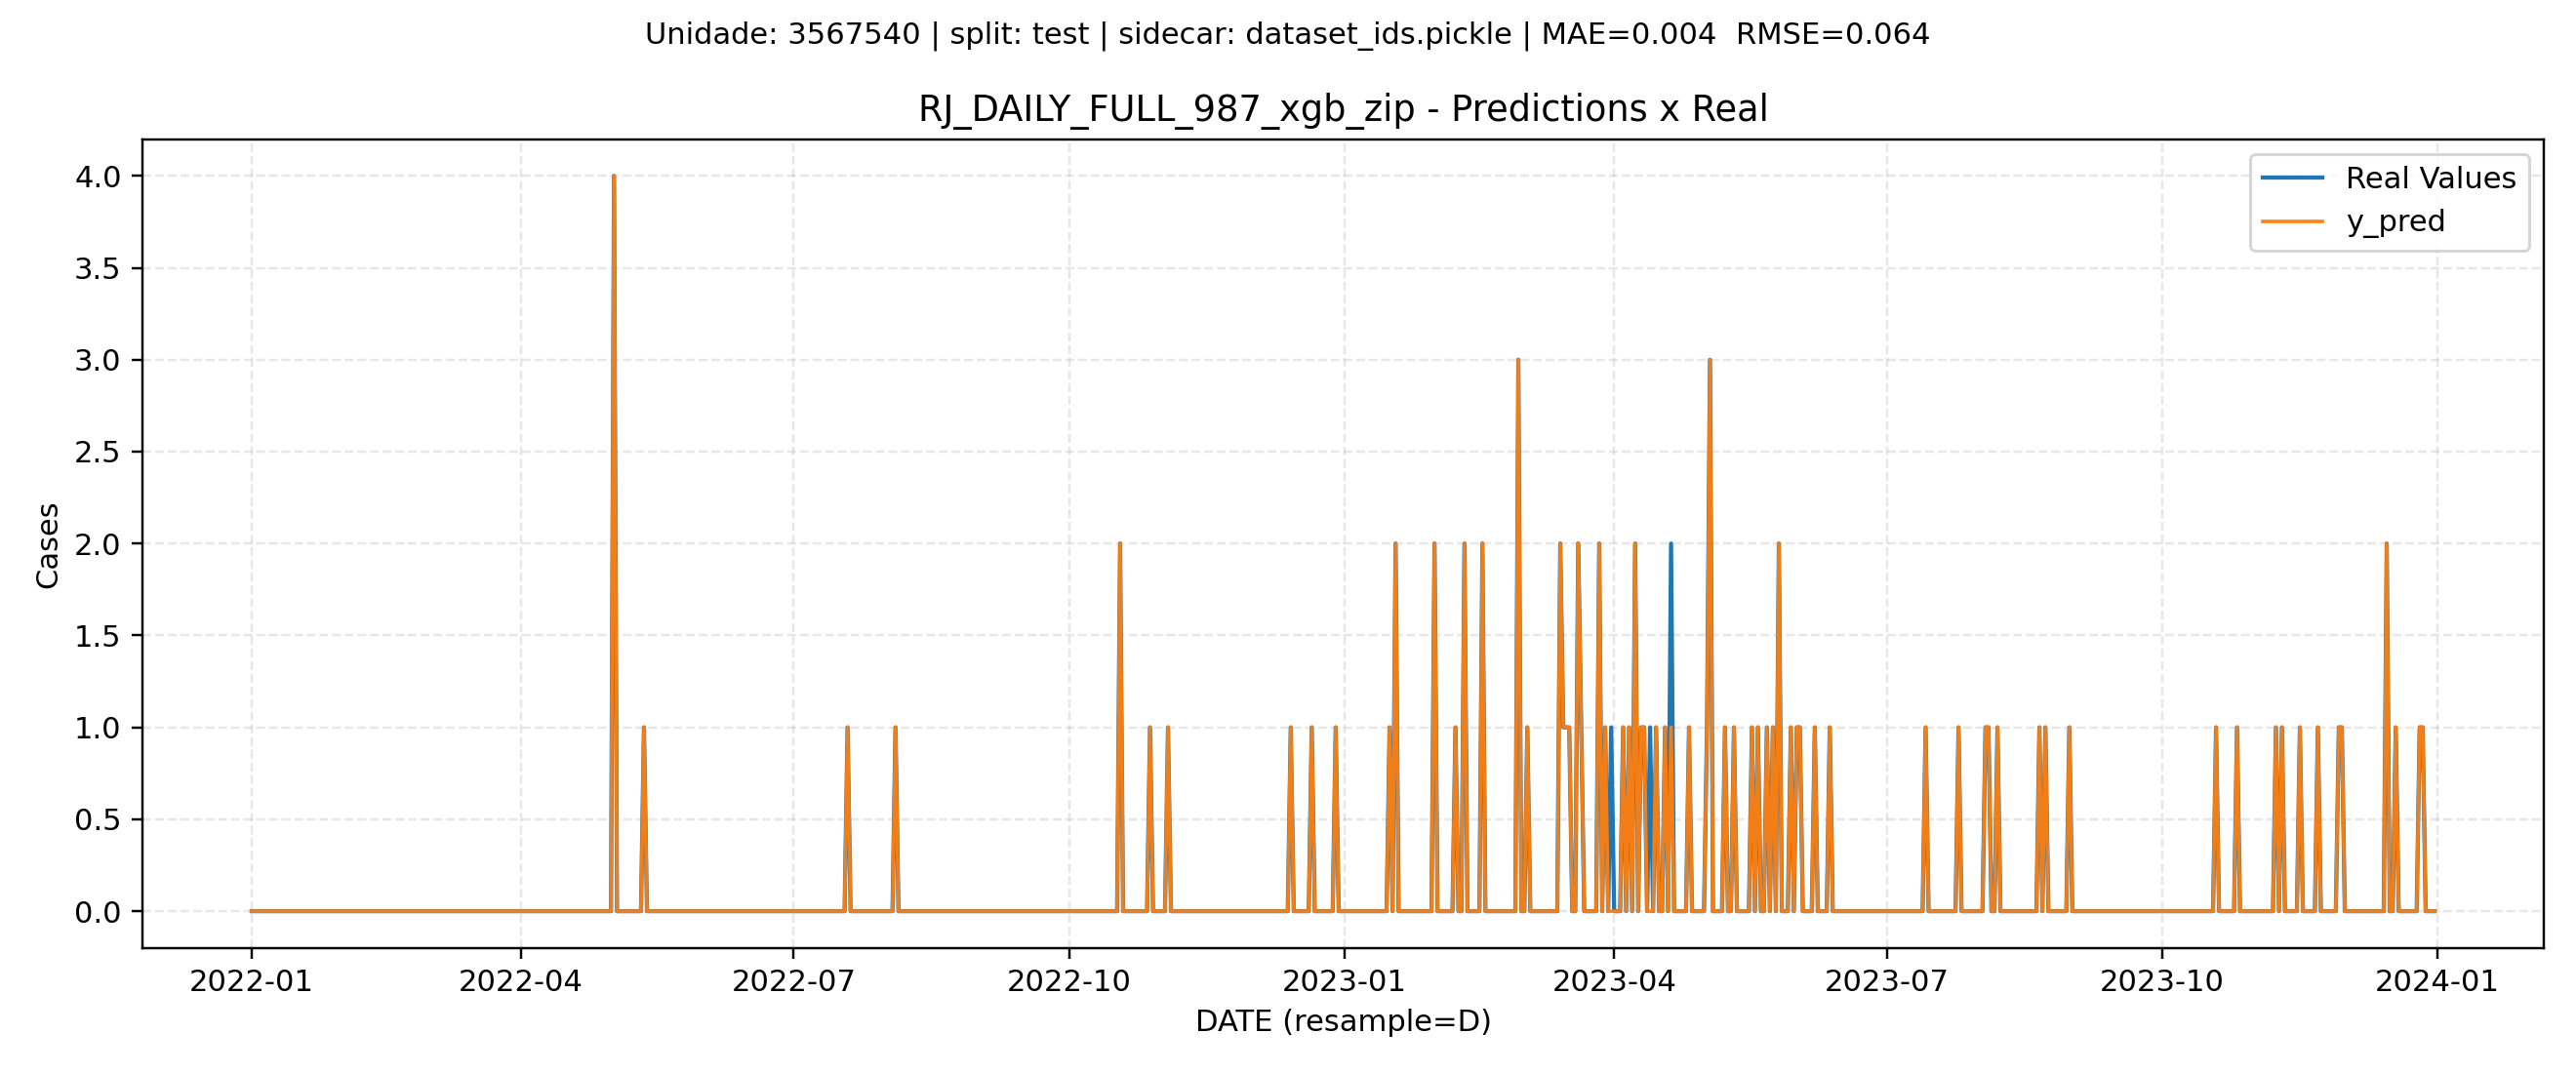 Unidade: 3567540 | split: test | sidecar: dataset_ids.pickle | MAE=0.004  RMSE=0.064
RJ_DAILY_FULL_987_xgb_zip - Predictions x Real
Real Values
y_pred
Cases
4.0
3.5
3.0
2.5
2.0
1.5
1.0
0.5
0.0
2022-01 2022-04 2022-07 2022-10 2023-01 2023-04 2023-07 2023-10 2024-01
DATE (resample=D)